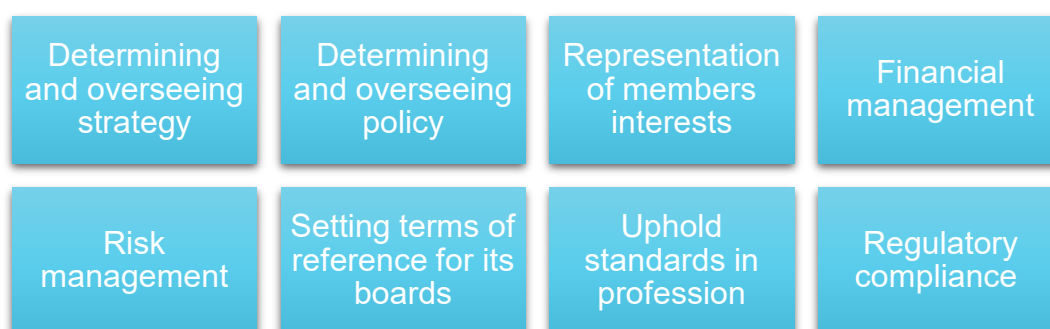 Determining
and overseeing
strategy
Determining
and overseeing
policy
Representation
of members
interests
Financial
management
Risk
management
Setting terms of
reference for its
boards
Uphold
standards in
profession
Regulatory
compliance